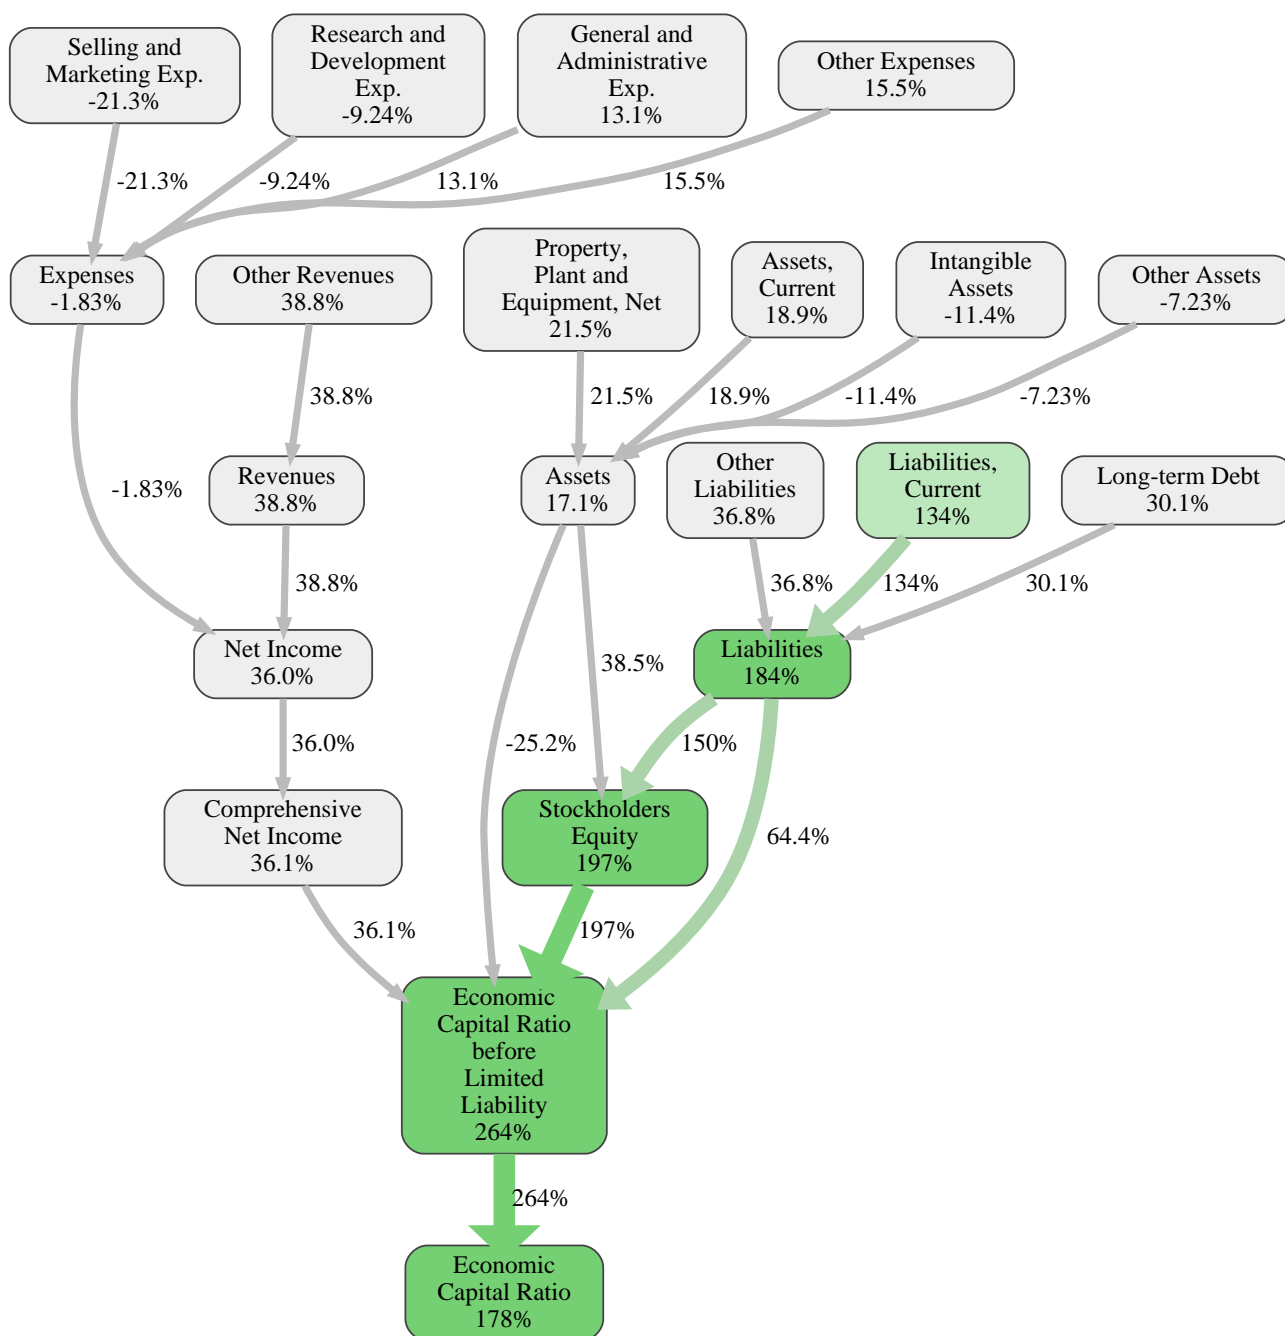 Selling and
Marketing Exp.
-21.3%
Research and
Development
Exp.
-9.24%
General and
Administrative
Exp.
13.1%
Other Expenses
15.5%
-21.3%
-9.24%
13.1%
15.5%
Expenses
-1.83%
Other Revenues
38.8%
Property,
Plant and
Equipment, Net
21.5%
Assets,
Current
18.9%
Intangible
Assets
-11.4%
Other Assets
-7.23%
38.8%
21.5%
18.9%
-11.4%
-7.23%
-1.83%
Revenues
38.8%
Assets
17.1%
Other
Liabilities
36.8%
Liabilities,
Current
134%
Long-term Debt
30.1%
38.8%
36.8%
134%
30.1%
Net Income
36.0%
38.5%
Liabilities
184%
36.0%
-25.2%
150%
Comprehensive
Net Income
36.1%
Stockholders
Equity
197%
64.4%
36.1%
197%
Economic
Capital Ratio
before
Limited
Liability
264%
264%
Economic
Capital Ratio
178%